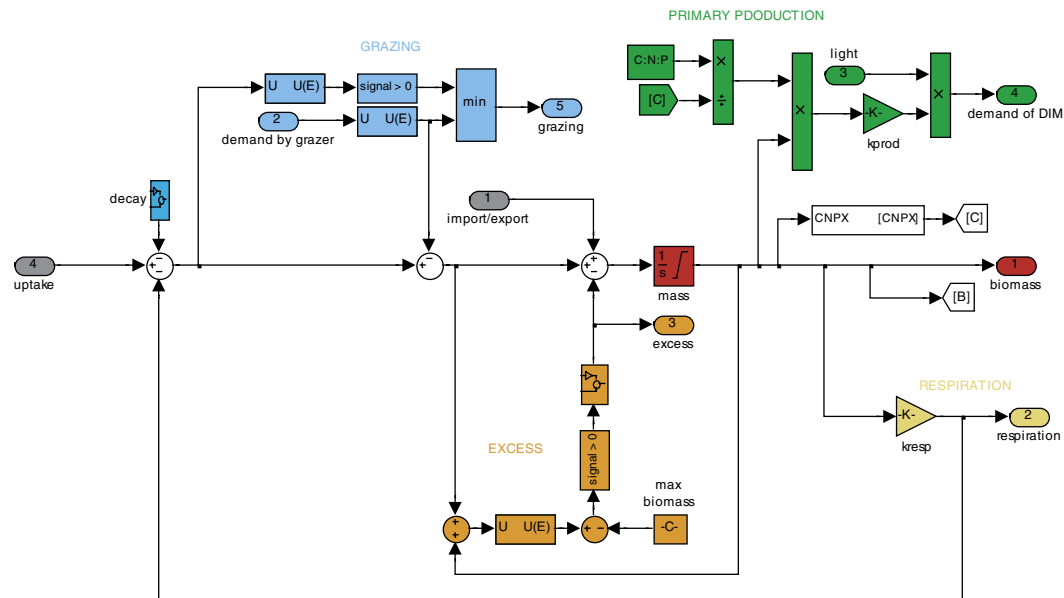 PRIMARY PDODUCTION
GRAZING
light
C:N:P
×
3
U U(E)
signal > 0
min
[C]
÷
×
×
4
demand of DIM
2
U U(E)
5
grazing
-K-
kprod
demand by grazer
decay
1
import/export
CNPX [CNPX]
[C]
4
uptake
+ − −
+ −
+ + −
1
s
mass
1
biomass
[B]
3
excess
RESPIRATION
-K-
2
respiration
kresp
EXCESS
signal > 0
max
biomass
+
+
U U(E)
+ −
-C-